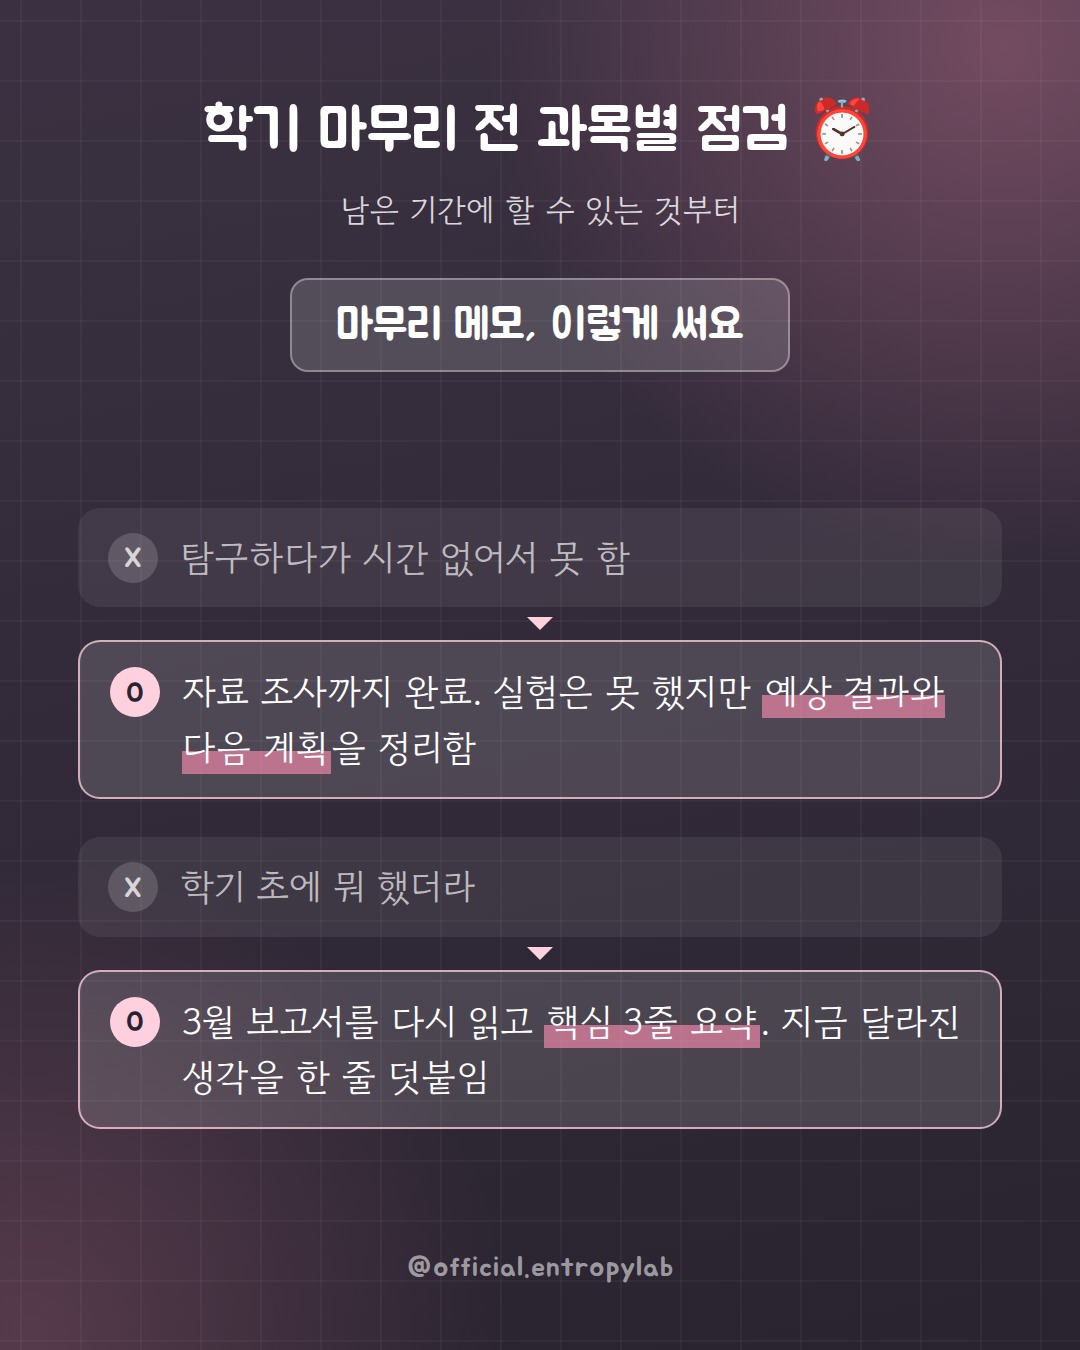 학기 마무리 전 과목별 점검 ⏰
남은 기간에 할 수 있는 것부터
마무리 메모, 이렇게 써요
X 탐구하다가 시간 없어서 못 함
O 자료 조사까지 완료. 실험은 못 했지만 예상 결과와
다음 계획을 정리함
X 학기 초에 뭐 했더라
O 3월 보고서를 다시 읽고 핵심 3줄 요약. 지금 달라진
생각을 한 줄 덧붙임
@official.entropylab